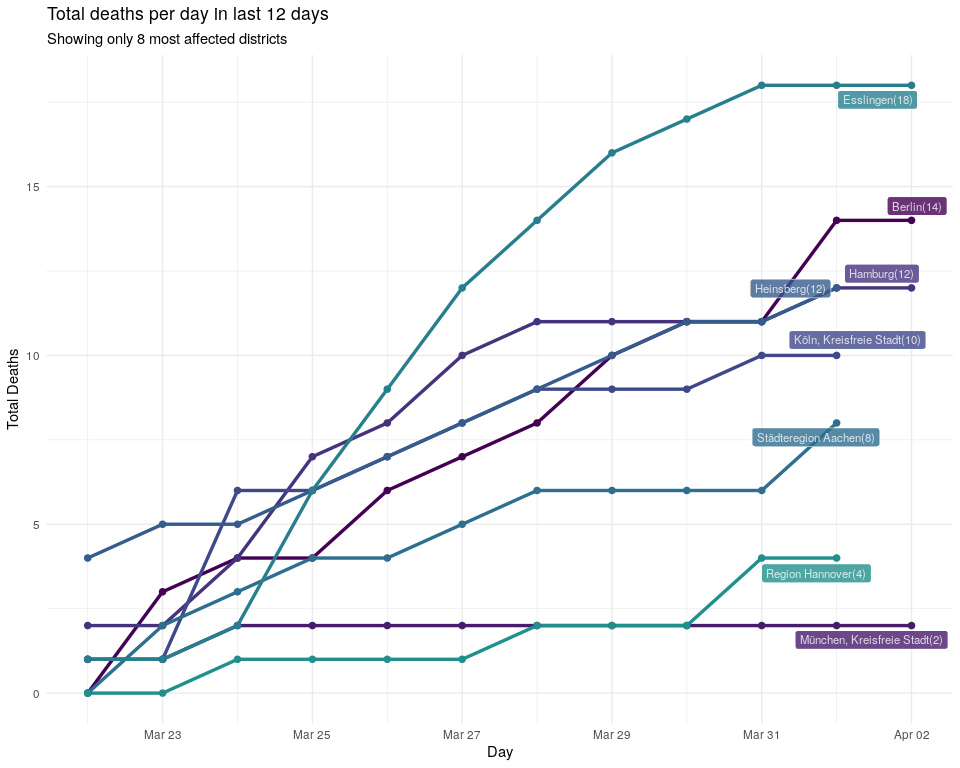 Total deaths per day in last 12 days
Showing only 8 most affected districts
Total Deaths
15
10
5
0
Esslingen(18)
Berlin(14)
Hamburg(12)
Heinsberg(12)
Köln, Kreisfreie Stadt(10)
Städteregion Aachen(8)
Region Hannover(4)
München, Kreisfreie Stadt(2)
Mar 23
Mar 25
Mar 27
Mar 29
Mar 31
Apr 02
Day